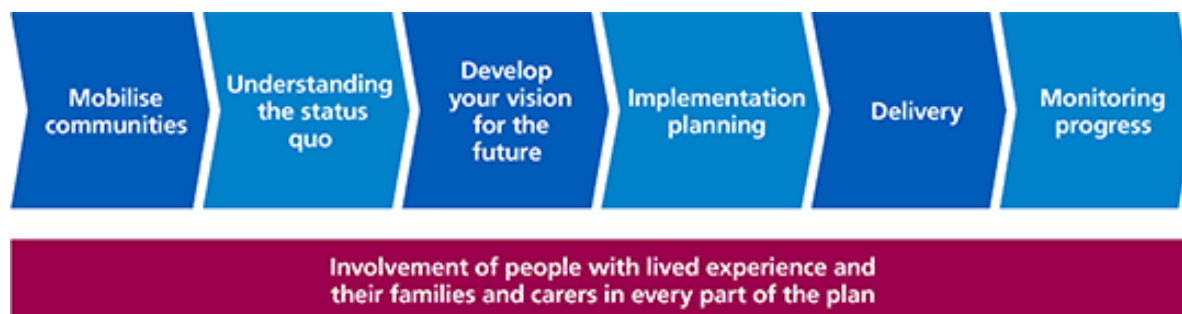 Mobilise
communities
Understanding
the status
quo
Develop
your vision
for the
future
Implementation
planning
Delivery
Monitoring
progress
Involvement of people with lived experience and
their families and carers in every part of the plan